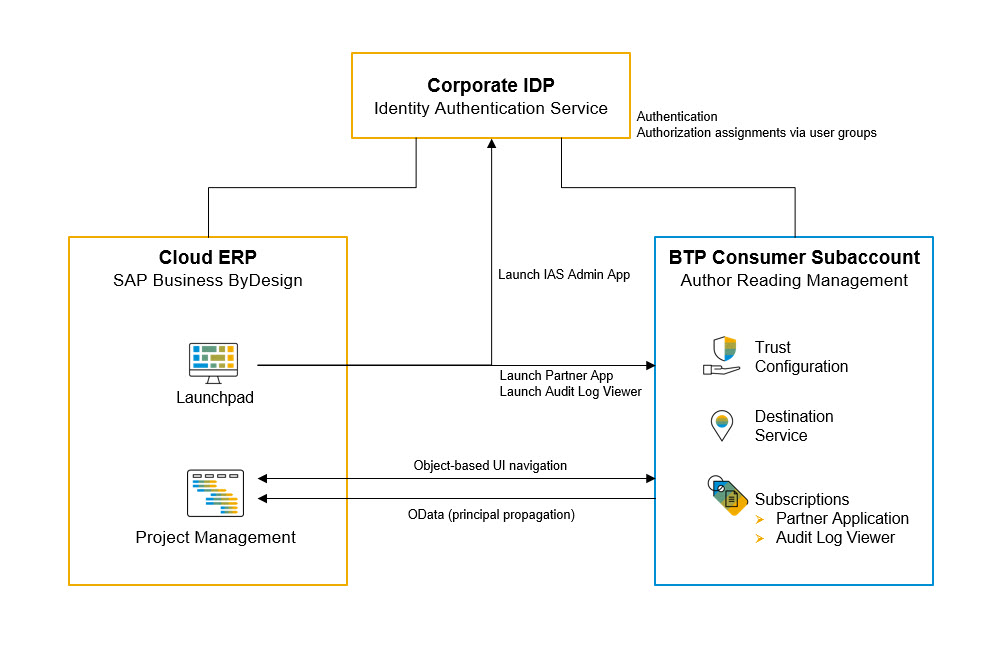 Corporate IDP
Identity Authentication Service
Authentication
Authorization assignments via user groups
Cloud ERP
SAP Business ByDesign
Launch IAS Admin App
BTP Consumer Subaccount
Author Reading Management
Launchpad
Launch Partner App
Launch Audit Log Viewer
Trust
Configuration
Destination
Service
Object-based UI navigation
OData (principal propagation)
Project Management
Subscriptions
Partner Application
Audit Log Viewer